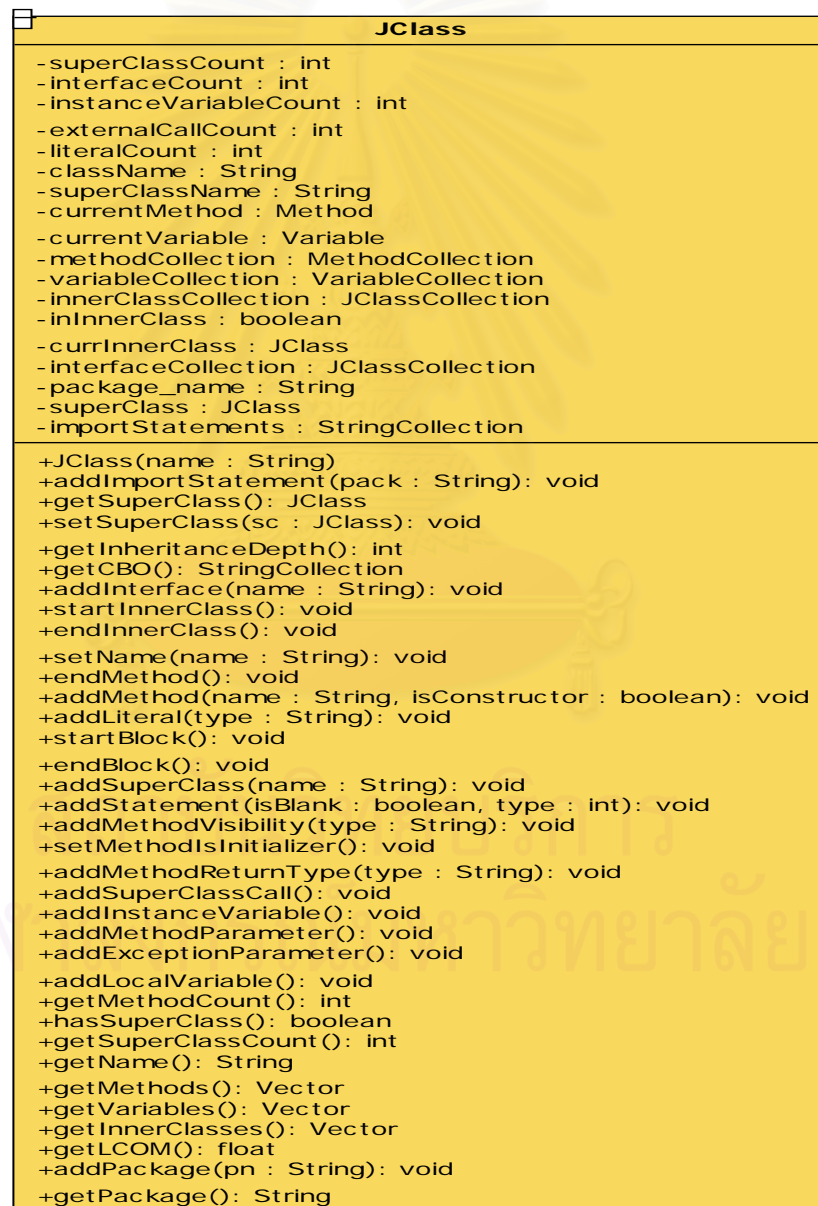 JClass
-superClassCount : int
-interfaceCount : int
-instanceVariableCount : int
-externalCallCount : int
-literalCount : int
-className : String
-superClassName : String
-currentMethod : Method
-currentVariable : Variable
-methodCollection : MethodCollection
-variableCollection : VariableCollection
-innerClassCollection : JClassCollection
-inInnerClass : boolean
-currInnerClass : JClass
-interfaceCollection : JClassCollection
-package_name : String
-superClass : JClass
-importStatements : StringCollection
+JClass(name : String)
+addImportStatement(pack : String): void
+getSuperClass(): JClass
+setSuperClass(sc : JClass): void
+getInheritanceDepth(): int
+getCBO(): StringCollection
+addInterface(name : String): void
+startInnerClass(): void
+endInnerClass(): void
+setName(name : String): void
+endMethod(): void
+addMethod(name : String, isConstructor : boolean): void
+addLiteral(type : String): void
+startBlock(): void
+endBlock(): void
+addSuperClass(name : String): void
+addStatement(isBlank : boolean, type : int): void
+addMethodVisibility(type : String): void
+setMethodIsInitializer(): void
+addMethodReturnType(type : String): void
+addSuperClassCall(): void
+addInstanceVariable(): void
+addMethodParameter(): void
+addExceptionParameter(): void
+addLocalVariable(): void
+getMethodCount(): int
+hasSuperClass(): boolean
+getSuperClassCount(): int
+getName(): String
+getMethods(): Vector
+getVariables(): Vector
+getInnerClasses(): Vector
+getLCOM(): float
+addPackage(pn : String): void
+getPackage(): String